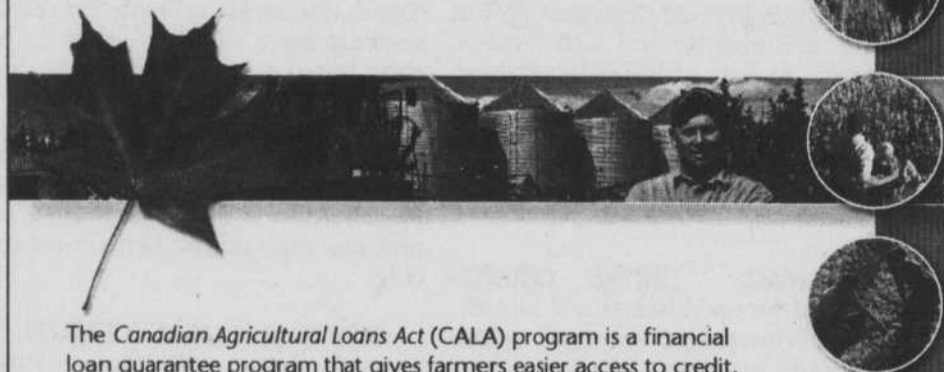 The Canadian Agricultural Loans Act (CALA) program is a financial
loan guarantee program that gives farmers easier access to credit.